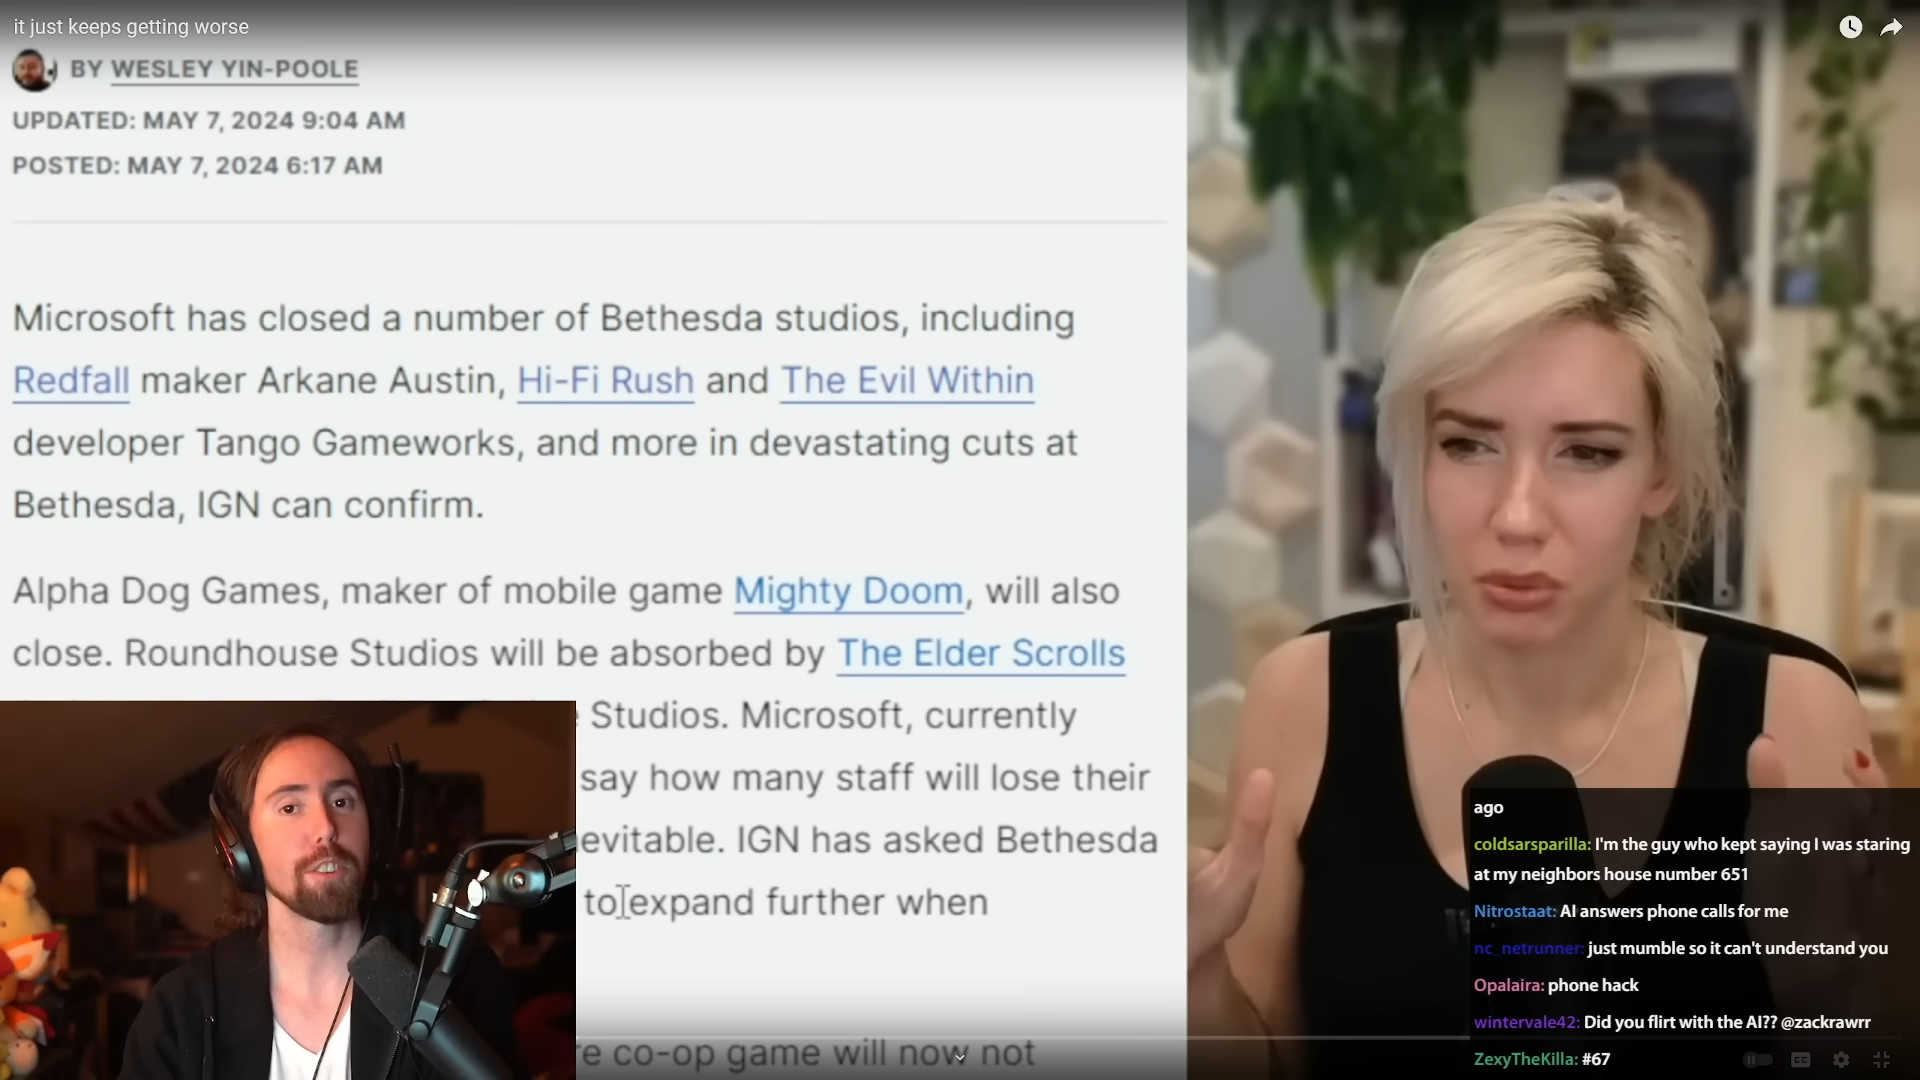 it just keeps getting worse
BY WESLEY YIN-POOLE
UPDATED: MAY 7, 2024 9:04 AM
POSTED: MAY 7, 2024 6:17 AM
Microsoft has closed a number of Bethesda studios, including
Redfall maker Arkane Austin, Hi-Fi Rush and The Evil Within
developer Tango Gameworks, and more in devastating cuts at
Bethesda, IGN can confirm.
Alpha Dog Games, maker of mobile game Mighty Doom, will also
close. Roundhouse Studios will be absorbed by The Elder Scrolls
Studios. Microsoft, currently
say how many staff will lose their
evitable. IGN has asked Bethesda
to expand further when
e co-op game will now not
ago
coldsarsparilla: I'm the guy who kept saying I was staring
at my neighbors house number 651
Nitrostaat: AI answers phone calls for me
nc_netrunner: just mumble so it can't understand you
Opalaira: phone hack
wintervale42: Did you flirt with the AI?? @zackrawrr
ZexyTheKilla: #67
CC